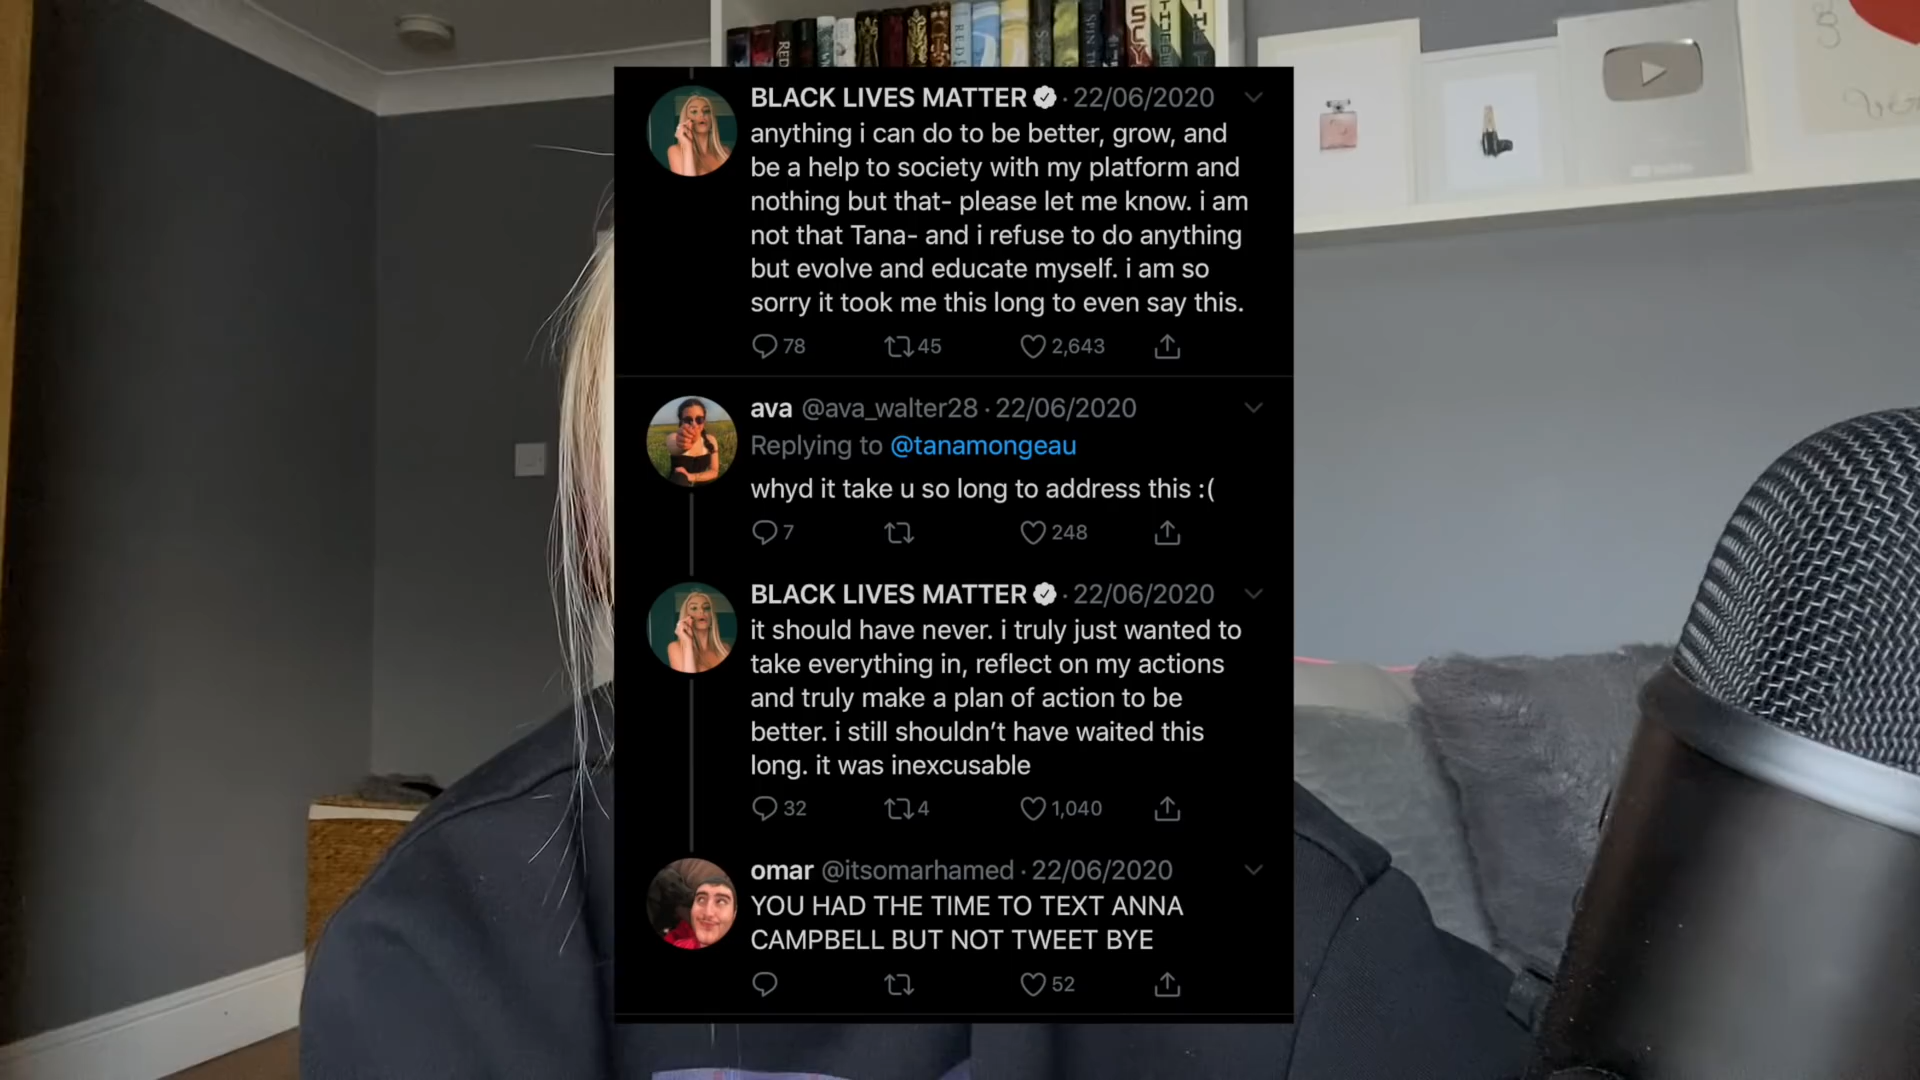 RED
SCY
THE
THE
BLACK LIVES MATTER · 22/06/2020
anything i can do to be better, grow, and
be a help to society with my platform and
nothing but that- please let me know. i am
not that Tana- and i refuse to do anything
but evolve and educate myself. i am so
sorry it took me this long to even say this.
78 45 2,643
ava @ava_walter28 · 22/06/2020
Replying to @tanamongeau
whyd it take u so long to address this :(
7 248
BLACK LIVES MATTER · 22/06/2020
it should have never. i truly just wanted to
take everything in, reflect on my actions
and truly make a plan of action to be
better. i still shouldn’t have waited this
long. it was inexcusable
32 4 1,040
omar @itsomarhamed · 22/06/2020
YOU HAD THE TIME TO TEXT ANNA
CAMPBELL BUT NOT TWEET BYE
52